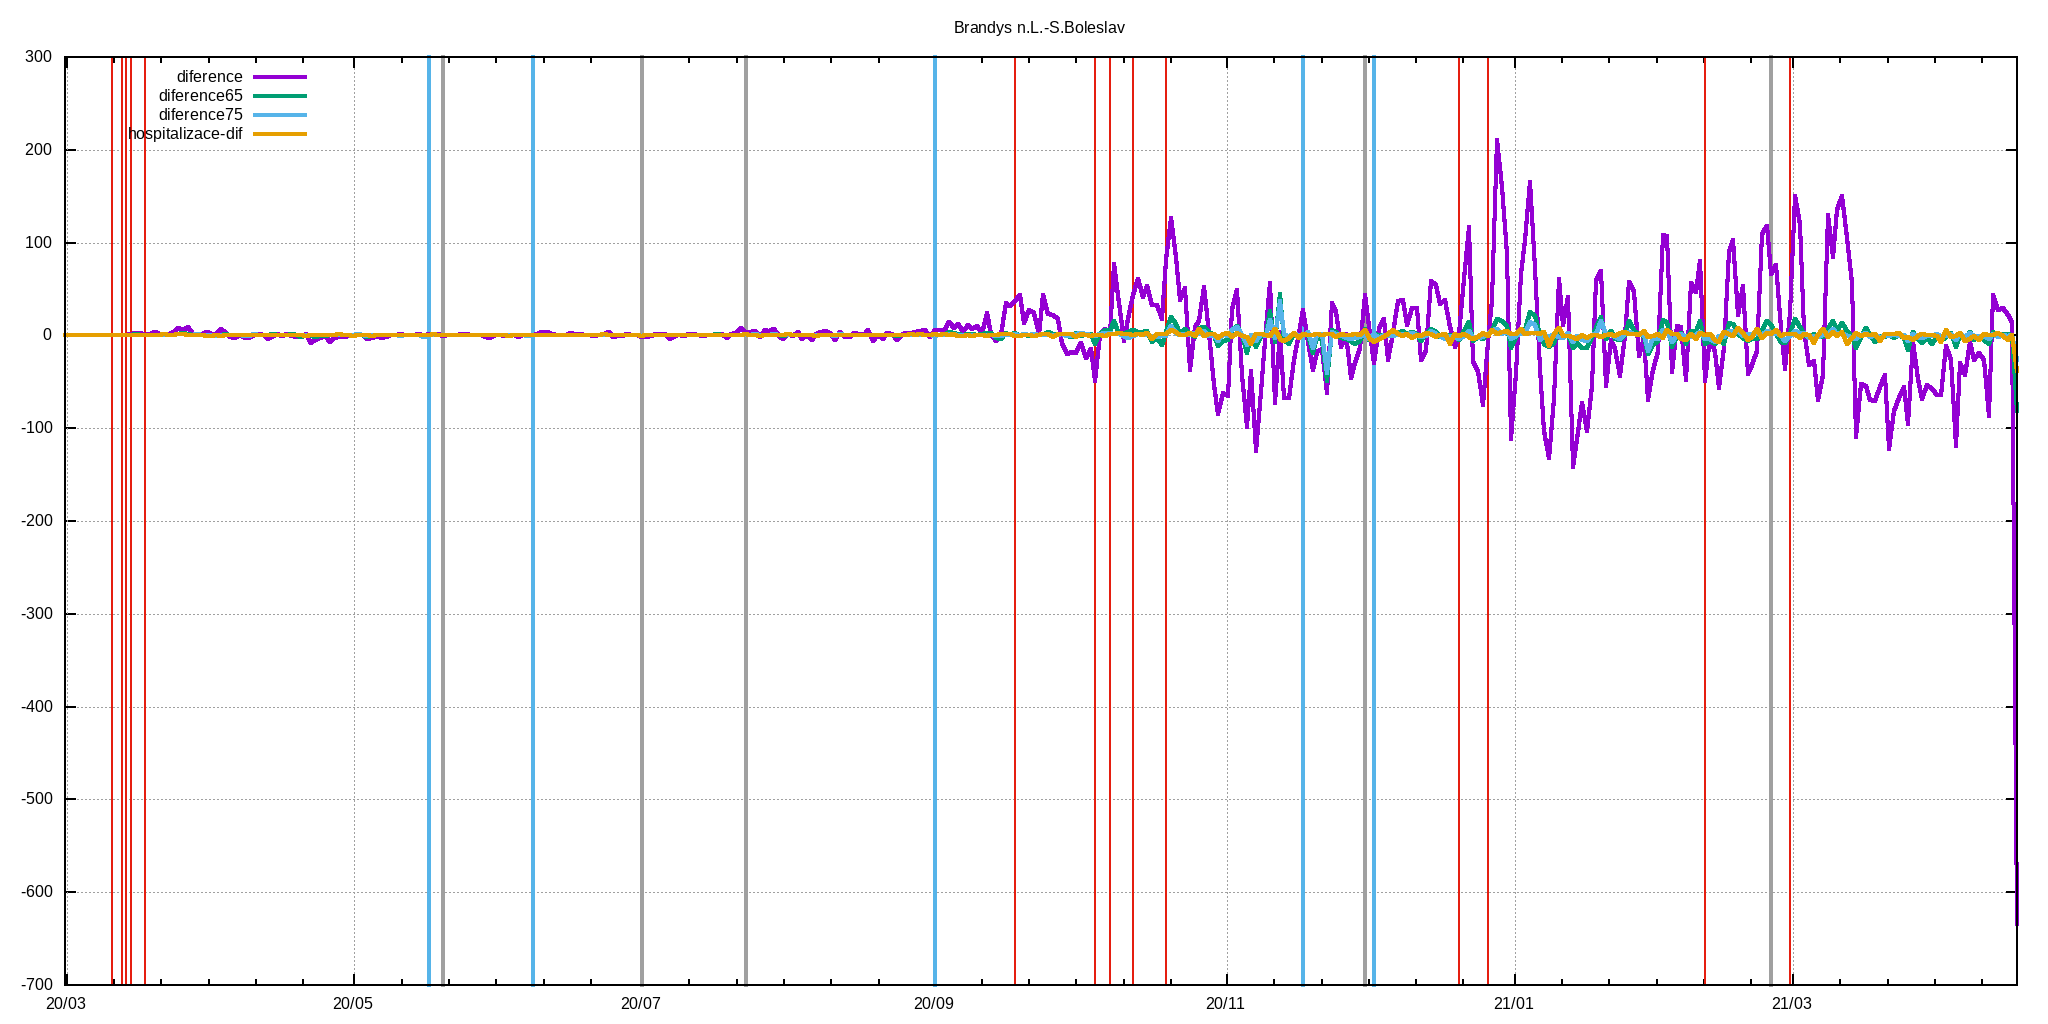 Brandys n.L.-S.Boleslav
300
200
100
0
-100
-200
-300
-400
-500
-600
-700
diference
diference65
diference75
hospitalizace-dif
20/03 20/05 20/07 20/09 20/11 21/01 21/03